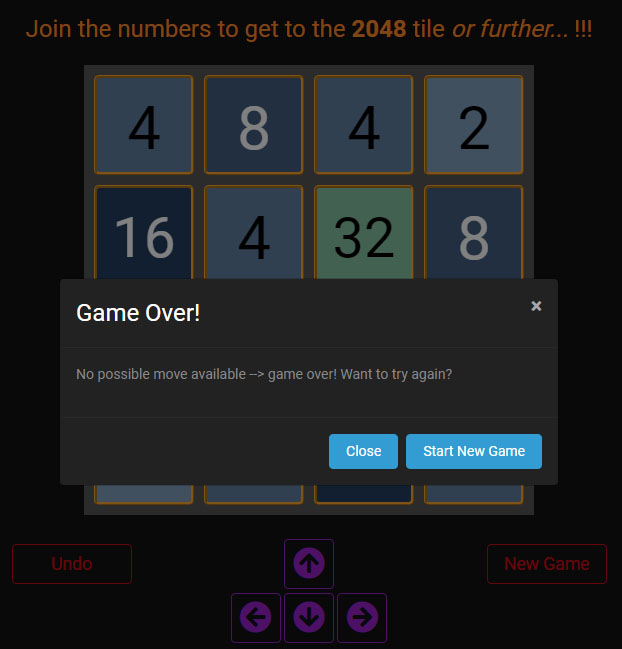 Join the numbers to get to the 2048 tile or further... !!!
4 8 4 2
16 4 32 8
Game Over!
×
No possible move available --> game over! Want to try again?
Close Start New Game
Undo New Game